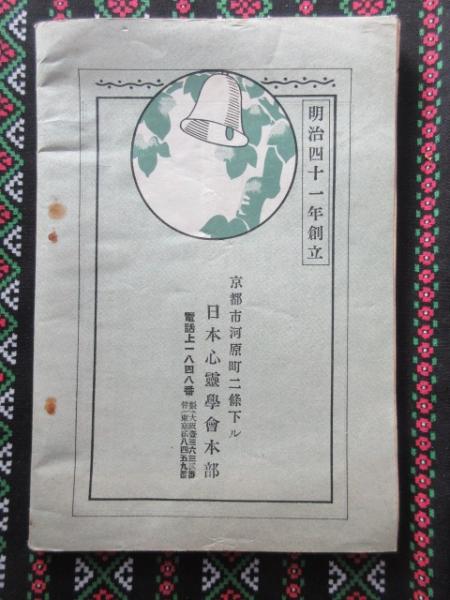 明治四十一年創立
京都市河原町二條下ル
日本心靈學會本部
電話上一八四八番